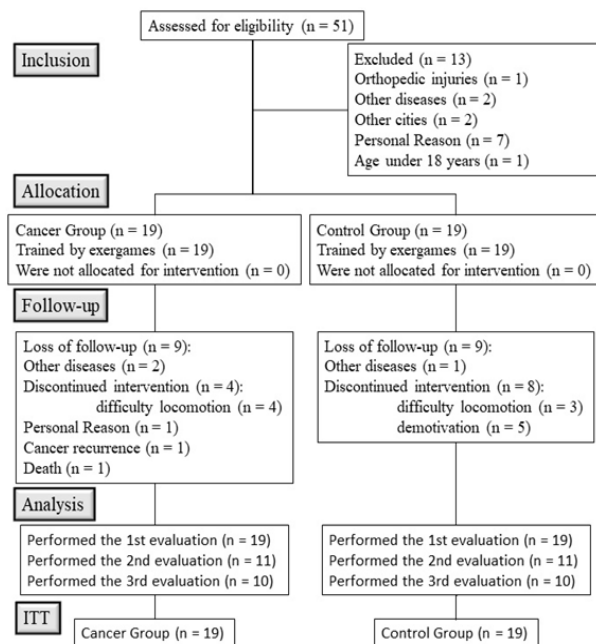 Assessed for eligibility (n = 51)
Inclusion
Excluded (n = 13)
Orthopedic injuries (n = 1)
Other diseases (n = 2)
Other cities (n = 2)
Personal Reason (n = 7)
Age under 18 years (n = 1)
Allocation
Cancer Group (n = 19)
Trained by exergames (n = 19)
Were not allocated for intervention (n = 0)
Control Group (n = 19)
Trained by exergames (n = 19)
Were not allocated for intervention (n = 0)
Follow-up
Loss of follow-up (n = 9):
Other diseases (n = 2)
Discontinued intervention (n = 4):
difficulty locomotion (n = 4)
Personal Reason (n = 1)
Cancer recurrence (n = 1)
Death (n = 1)
Loss of follow-up (n = 9):
Other diseases (n = 1)
Discontinued intervention (n = 8):
difficulty locomotion (n = 3)
demotivation (n = 5)
Analysis
Performed the 1st evaluation (n = 19)
Performed the 2nd evaluation (n = 11)
Performed the 3rd evaluation (n = 10)
Performed the 1st evaluation (n = 19)
Performed the 2nd evaluation (n = 11)
Performed the 3rd evaluation (n = 10)
ITT
Cancer Group (n = 19)
Control Group (n = 19)